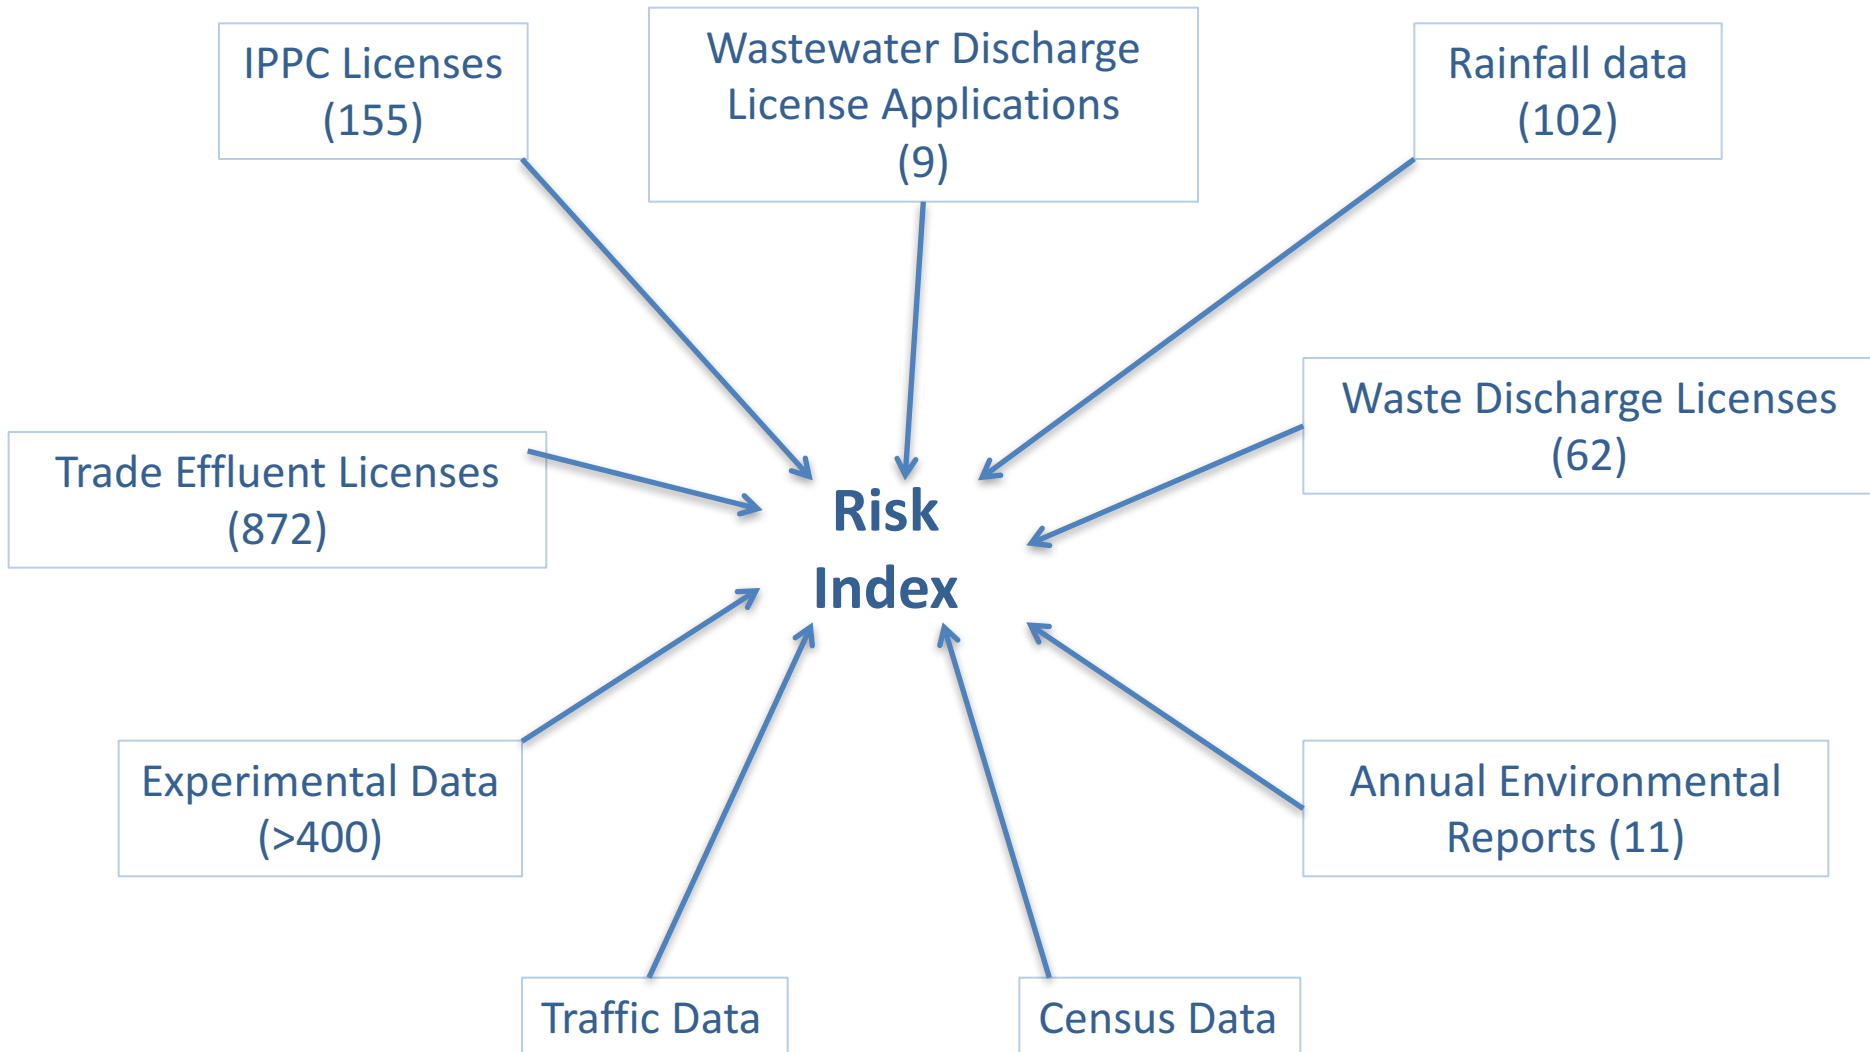 IPPC Licenses
(155)
Wastewater Discharge
License Applications
(9)
Rainfall data
(102)
Waste Discharge Licenses
(62)
Trade Effluent Licenses
(872)
Risk
Index
Experimental Data
(>400)
Annual Environmental
Reports (11)
Traffic Data
Census Data